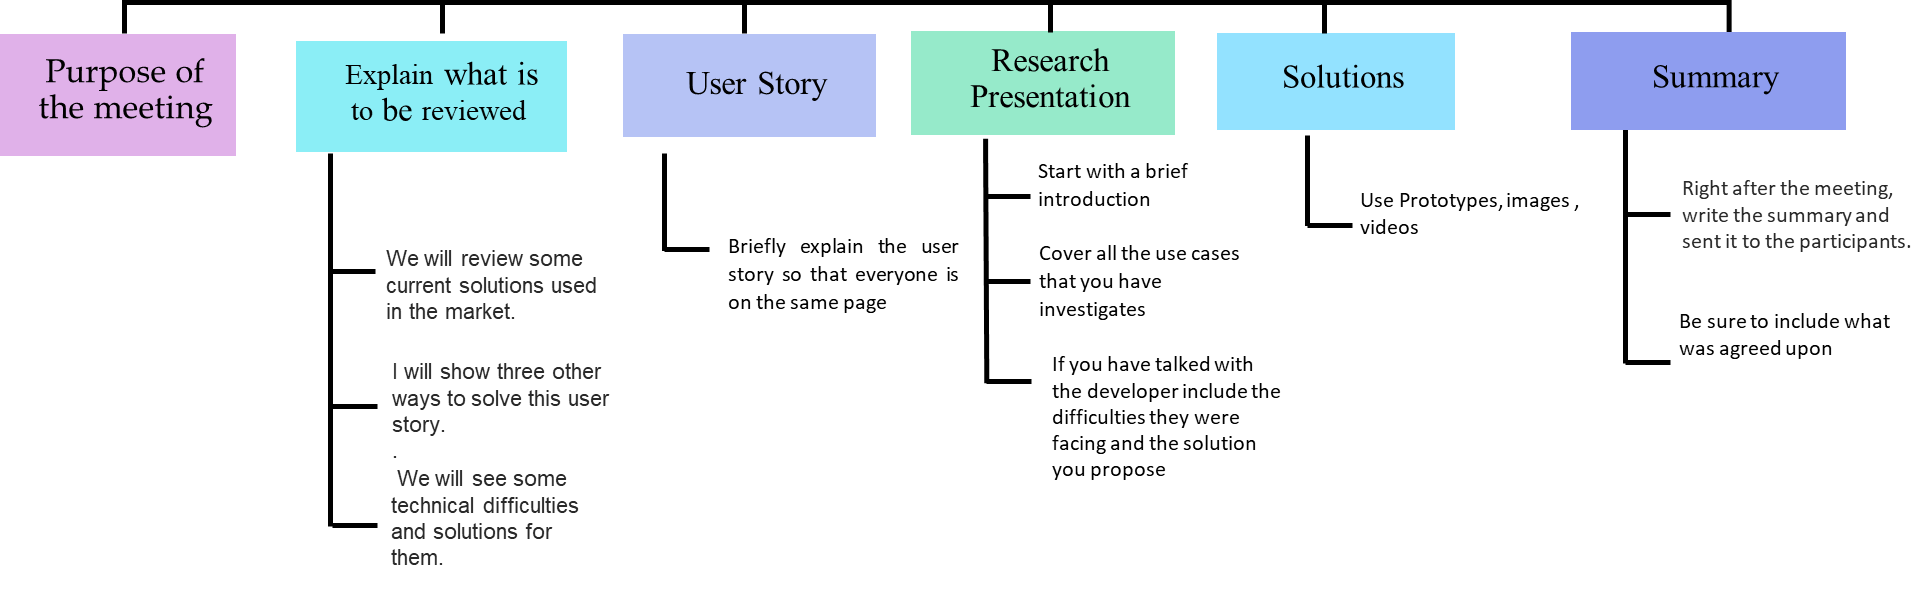 Purpose of
the meeting
Explain what is
to be reviewed
We will review some
current solutions used
in the market.
I will show three other
ways to solve this user
story.
.
We will see some
technical difficulties
and solutions for
them.
User Story
Briefly explain the user
story so that everyone is
on the same page
Research
Presentation
Start with a brief
introduction
Cover all the use cases
that you have
investigates
If you have talked with
the developer include the
difficulties they were
facing and the solution
you propose
Solutions
Use Prototypes, images ,
videos
Summary
Right after the meeting,
write the summary and
sent it to the participants.
Be sure to include what
was agreed upon